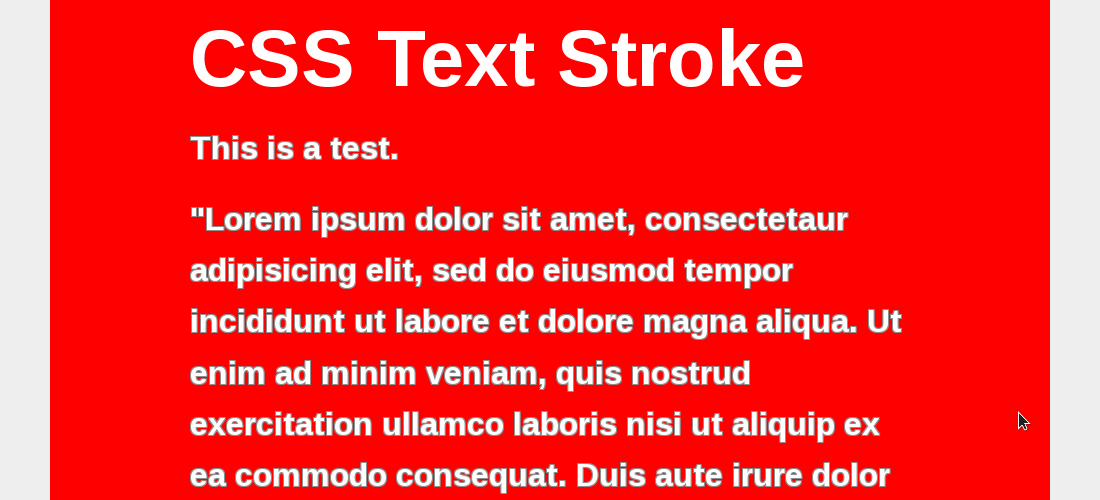 CSS Text Stroke
This is a test.
"Lorem ipsum dolor sit amet, consectetaur
adipisicing elit, sed do eiusmod tempor
incididunt ut labore et dolore magna aliqua. Ut
enim ad minim veniam, quis nostrud
exercitation ullamco laboris nisi ut aliquip ex
ea commodo consequat. Duis aute irure dolor